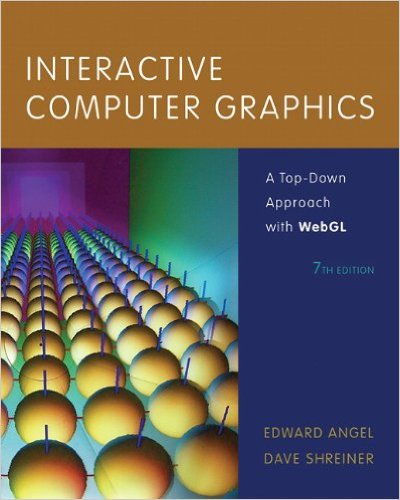 INTERACTIVE
COMPUTER GRAPHICS
A Top-Down
Approach
with WebGL
7TH EDITION
EDWARD ANGEL
DAVE SHREINER